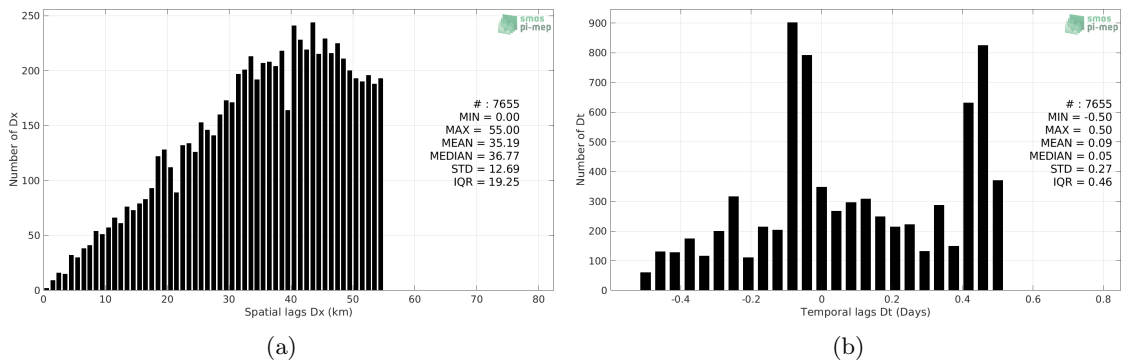 250
200
150
100
50
0
Number of Dx
0 10 20 30 40 50 60 70 80
Spatial lags Dx (km)
smos
pi-mep
# : 7655
MIN = 0.00
MAX = 55.00
MEAN = 35.19
MEDIAN = 36.77
STD = 12.69
IQR = 19.25
(a)
900
800
700
600
500
400
300
200
100
0
Number of Dt
-0.4 -0.2 0 0.2 0.4 0.6 0.8
Temporal lags Dt (Days)
smos
pi-mep
# : 7655
MIN = -0.50
MAX = 0.50
MEAN = 0.09
MEDIAN = 0.05
STD = 0.27
IQR = 0.46
(b)